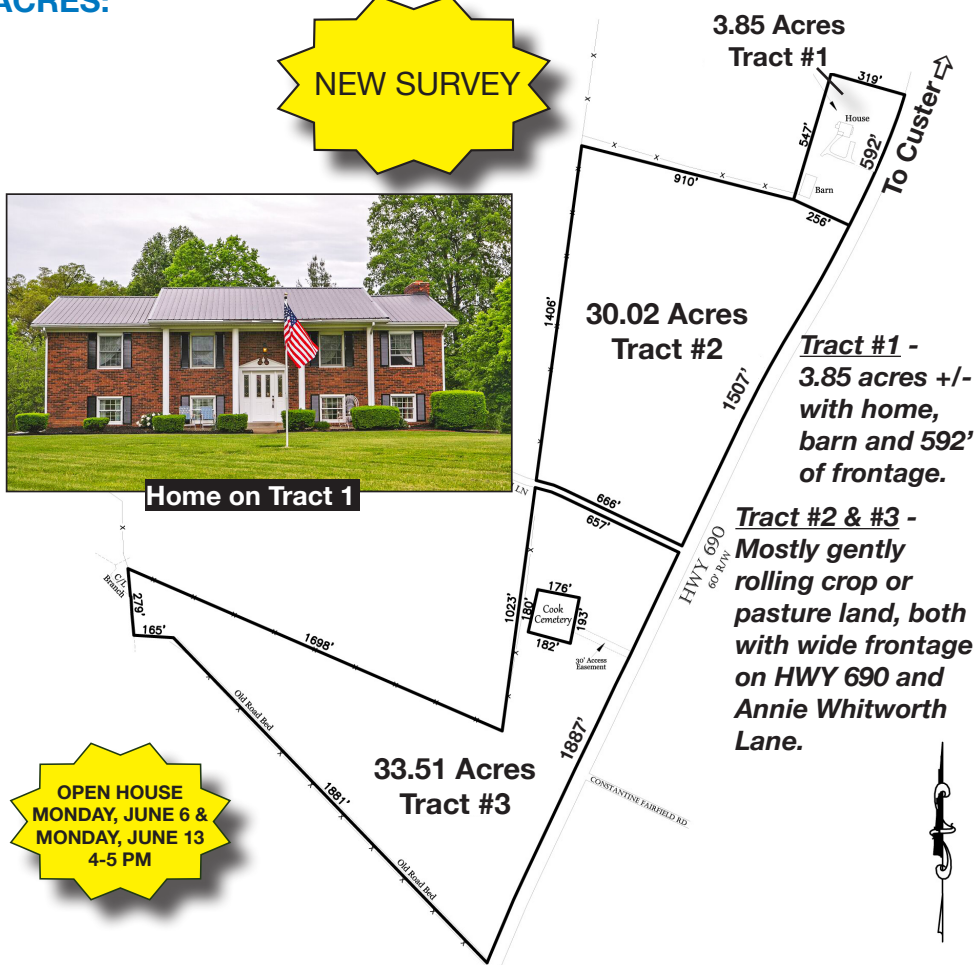 ACRES:
NEW SURVEY
3.85 Acres
Tract #1
319'
House
547'
592'
To Custer
Barn
256'
910'
1406'
30.02 Acres
Tract #2
1507'
Home on Tract 1
LN
666'
657'
HWY 690
60' R/W
Tract #1 -
3.85 acres +/-
with home,
barn and 592'
of frontage.
Tract #2 & #3 -
Mostly gently
rolling crop or
pasture land, both
with wide frontage
on HWY 690 and
Annie Whitworth
Lane.
C/L
Branch
279'
165'
1698'
1023'
176'
180'
Cook
Cemetery
193'
182'
30' Access
Easement
Old Road Bed
1881'
Old Road Bed
33.51 Acres
Tract #3
1887'
CONSTANTINE FAIRFIELD RD
OPEN HOUSE
MONDAY, JUNE 6 &
MONDAY, JUNE 13
4-5 PM